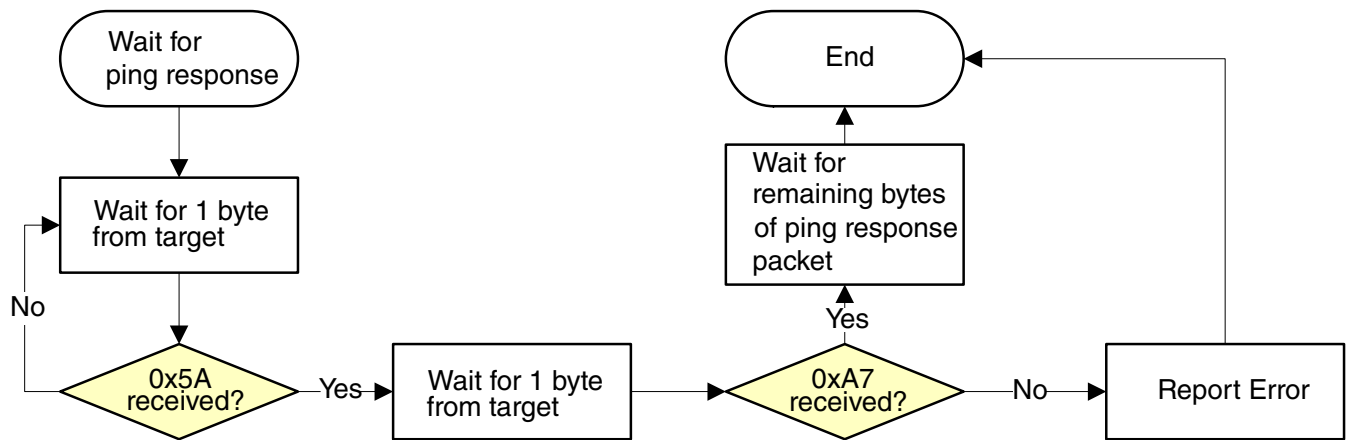 Wait for
ping response
Wait for 1 byte
from target
No
0x5A
received?
Yes
Wait for 1 byte
from target
0xA7
received?
Yes
Wait for
remaining bytes
of ping response
packet
End
No
Report Error